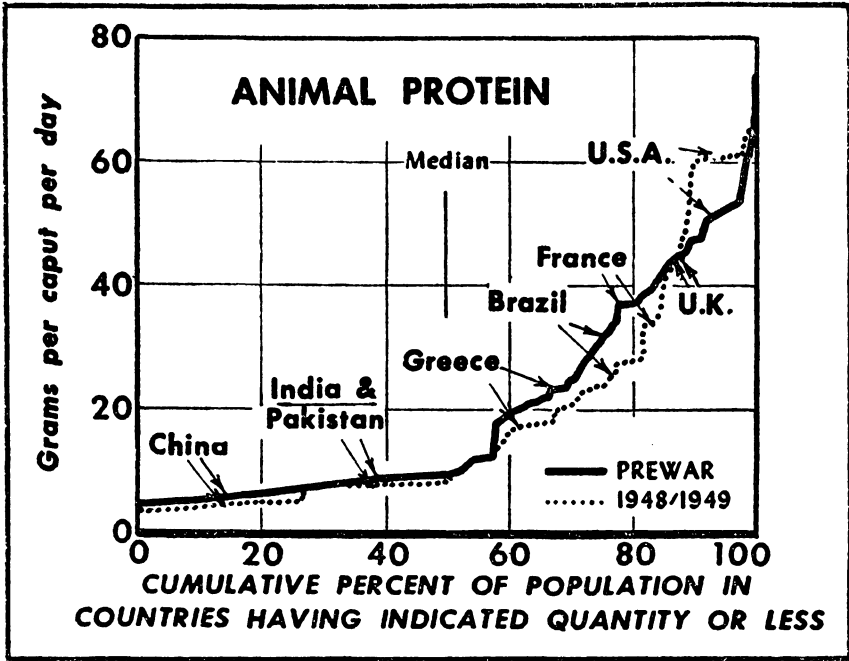 ANIMAL PROTEIN
Grams per caput per day
80
60
40
20
0
Median
U.S.A.
France
Brazil
U.K.
Greece
India &
Pakistan
China
PREWAR
1948/1949
0 20 40 60 80 100
CUMULATIVE PERCENT OF POPULATION IN
COUNTRIES HAVING INDICATED QUANTITY OR LESS